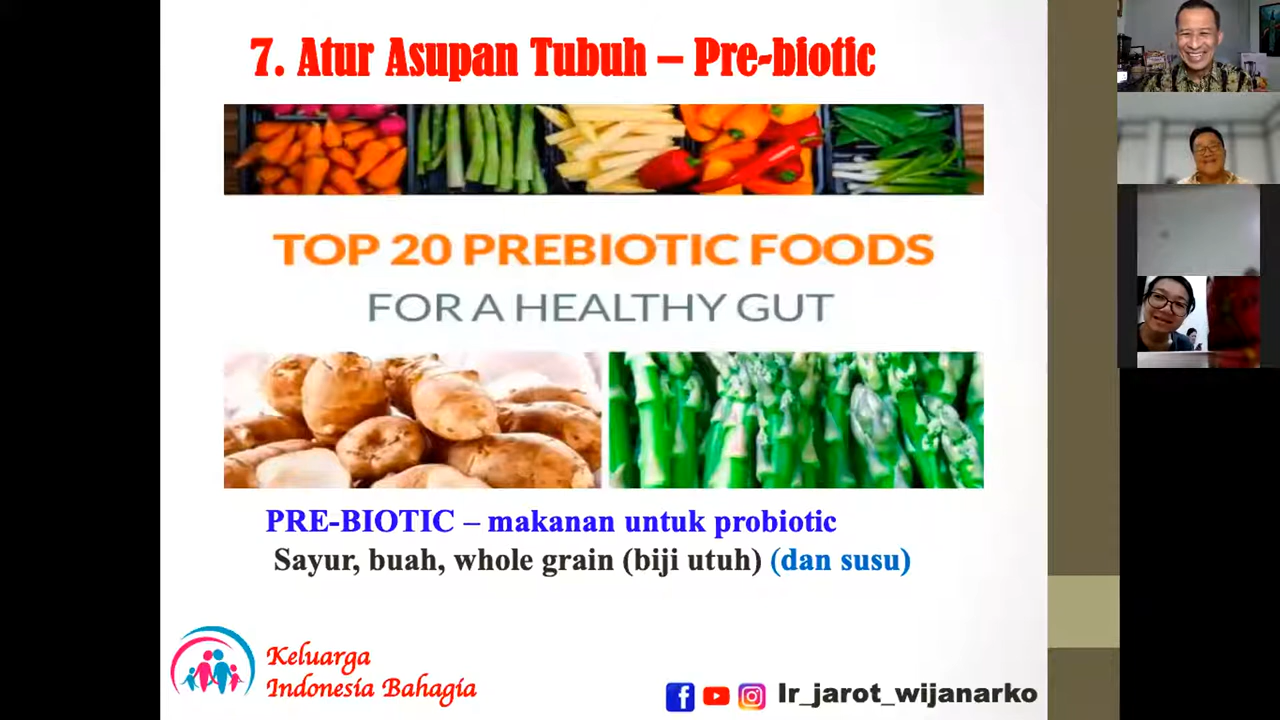 7. Atur Asupan Tubuh – Pre-biotic
TOP 20 PREBIOTIC FOODS
FOR A HEALTHY GUT
PRE-BIOTIC – makanan untuk probiotic
Sayur, buah, whole grain (biji utuh) (dan susu)
Keluarga
Indonesia Bahagia
Ir_jarot_wijanarko